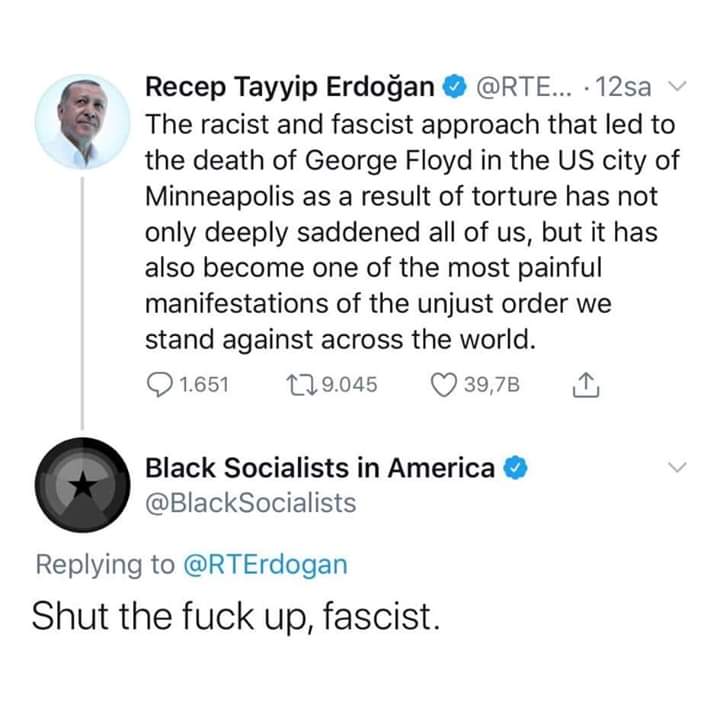 Recep Tayyip Erdoğan @RTE... · 12sa
The racist and fascist approach that led to
the death of George Floyd in the US city of
Minneapolis as a result of torture has not
only deeply saddened all of us, but it has
also become one of the most painful
manifestations of the unjust order we
stand against across the world.
1.651 9.045 39,7B
Black Socialists in America
@BlackSocialists
Replying to @RTErdogan
Shut the fuck up, fascist.